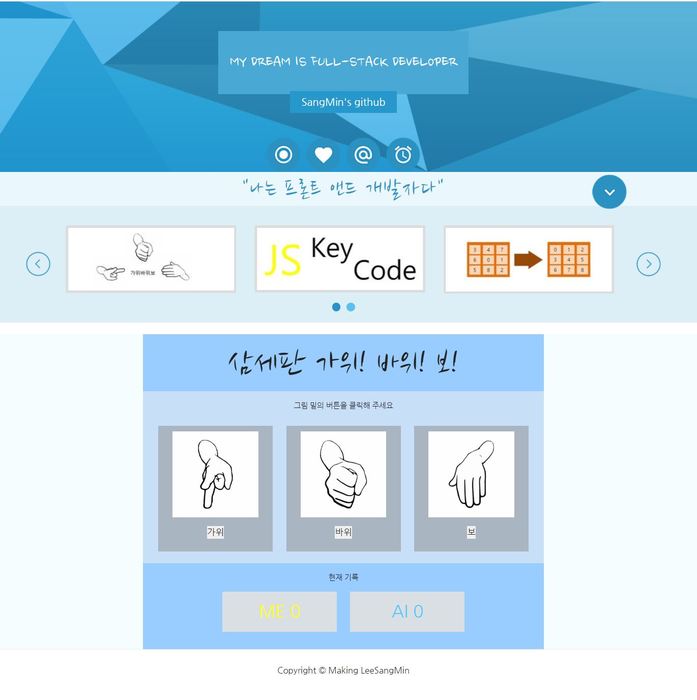 MY DREAM IS FULL-STACK DEVELOPER
SangMin's github
"나는 프론트 앤드 개발자다"
가위바위보
JS Key Code
3 4 7
6 0 1
5 8 2
0 1 2
3 4 5
6 7 8
삼세판 가위! 바위! 보!
그림 밑의 버튼을 클릭해 주세요
가위
바위
보
현재 기록
ME 0
AI 0
Copyright © Making LeeSangMin